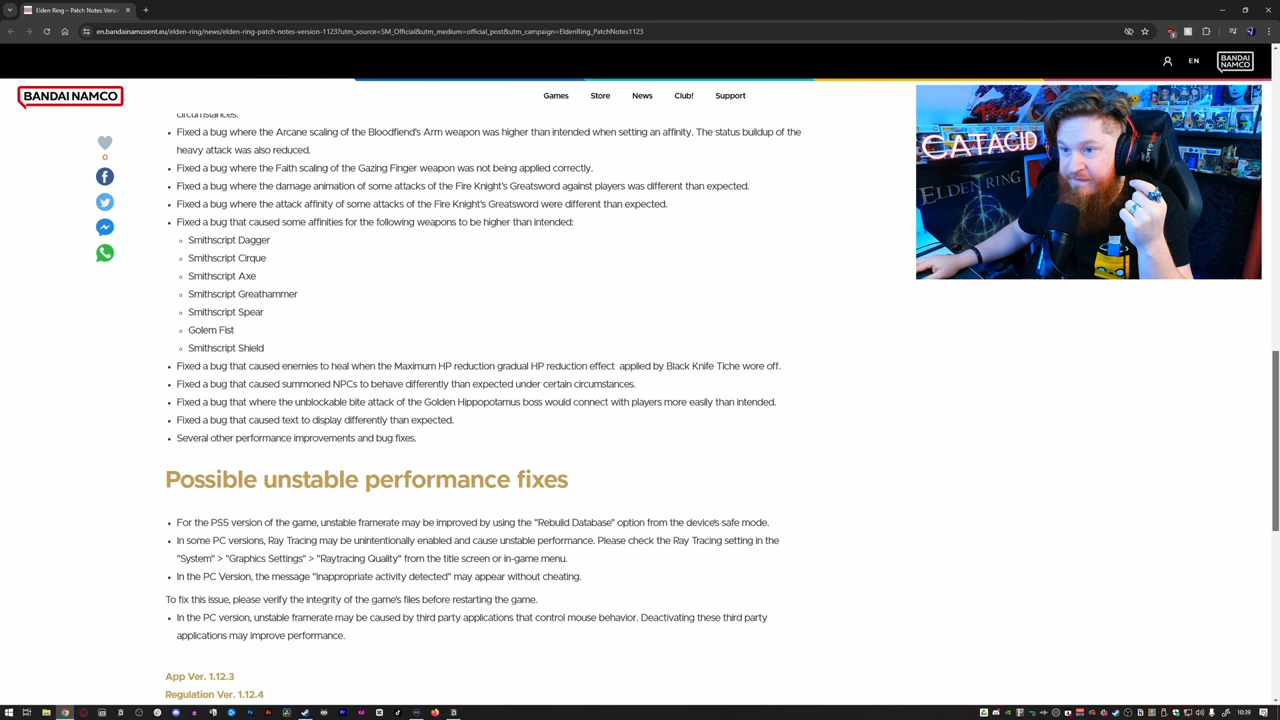 Elden Ring – Patch Notes Versi
en.bandainamcoent.eu/elden-ring/news/elden-ring-patch-notes-version-1123?utm_source=SM_Official&utm_medium=official_post&utm_campaign=EldenRing_PatchNotes1123
EN
BANDAI NAMCO
BANDAI NAMCO
Games Store News Club! Support
circumstances.
Fixed a bug where the Arcane scaling of the Bloodfiend's Arm weapon was higher than intended when setting an affinity. The status buildup of the
heavy attack was also reduced.
0
Fixed a bug where the Faith scaling of the Gazing Finger weapon was not being applied correctly.
Fixed a bug where the damage animation of some attacks of the Fire Knight's Greatsword against players was different than expected.
Fixed a bug where the attack affinity of some attacks of the Fire Knight's Greatsword were different than expected.
Fixed a bug that caused some affinities for the following weapons to be higher than intended:
Smithscript Dagger
Smithscript Cirque
Smithscript Axe
Smithscript Greathammer
Smithscript Spear
Golem Fist
Smithscript Shield
Fixed a bug that caused enemies to heal when the Maximum HP reduction gradual HP reduction effect applied by Black Knife Tiche wore off.
Fixed a bug that caused summoned NPCs to behave differently than expected under certain circumstances.
Fixed a bug that where the unblockable bite attack of the Golden Hippopotamus boss would connect with players more easily than intended.
Fixed a bug that caused text to display differently than expected.
Several other performance improvements and bug fixes.
Possible unstable performance fixes
For the PS5 version of the game, unstable framerate may be improved by using the "Rebuild Database" option from the device's safe mode.
In some PC versions, Ray Tracing may be unintentionally enabled and cause unstable performance. Please check the Ray Tracing setting in the
"System" > "Graphics Settings" > "Raytracing Quality" from the title screen or in-game menu.
In the PC Version, the message "Inappropriate activity detected" may appear without cheating.
To fix this issue, please verify the integrity of the game's files before restarting the game.
In the PC version, unstable framerate may be caused by third party applications that control mouse behavior. Deactivating these third party
applications may improve performance.
App Ver. 1.12.3
Regulation Ver. 1.12.4
CATACID
ELDEN RING
10:39